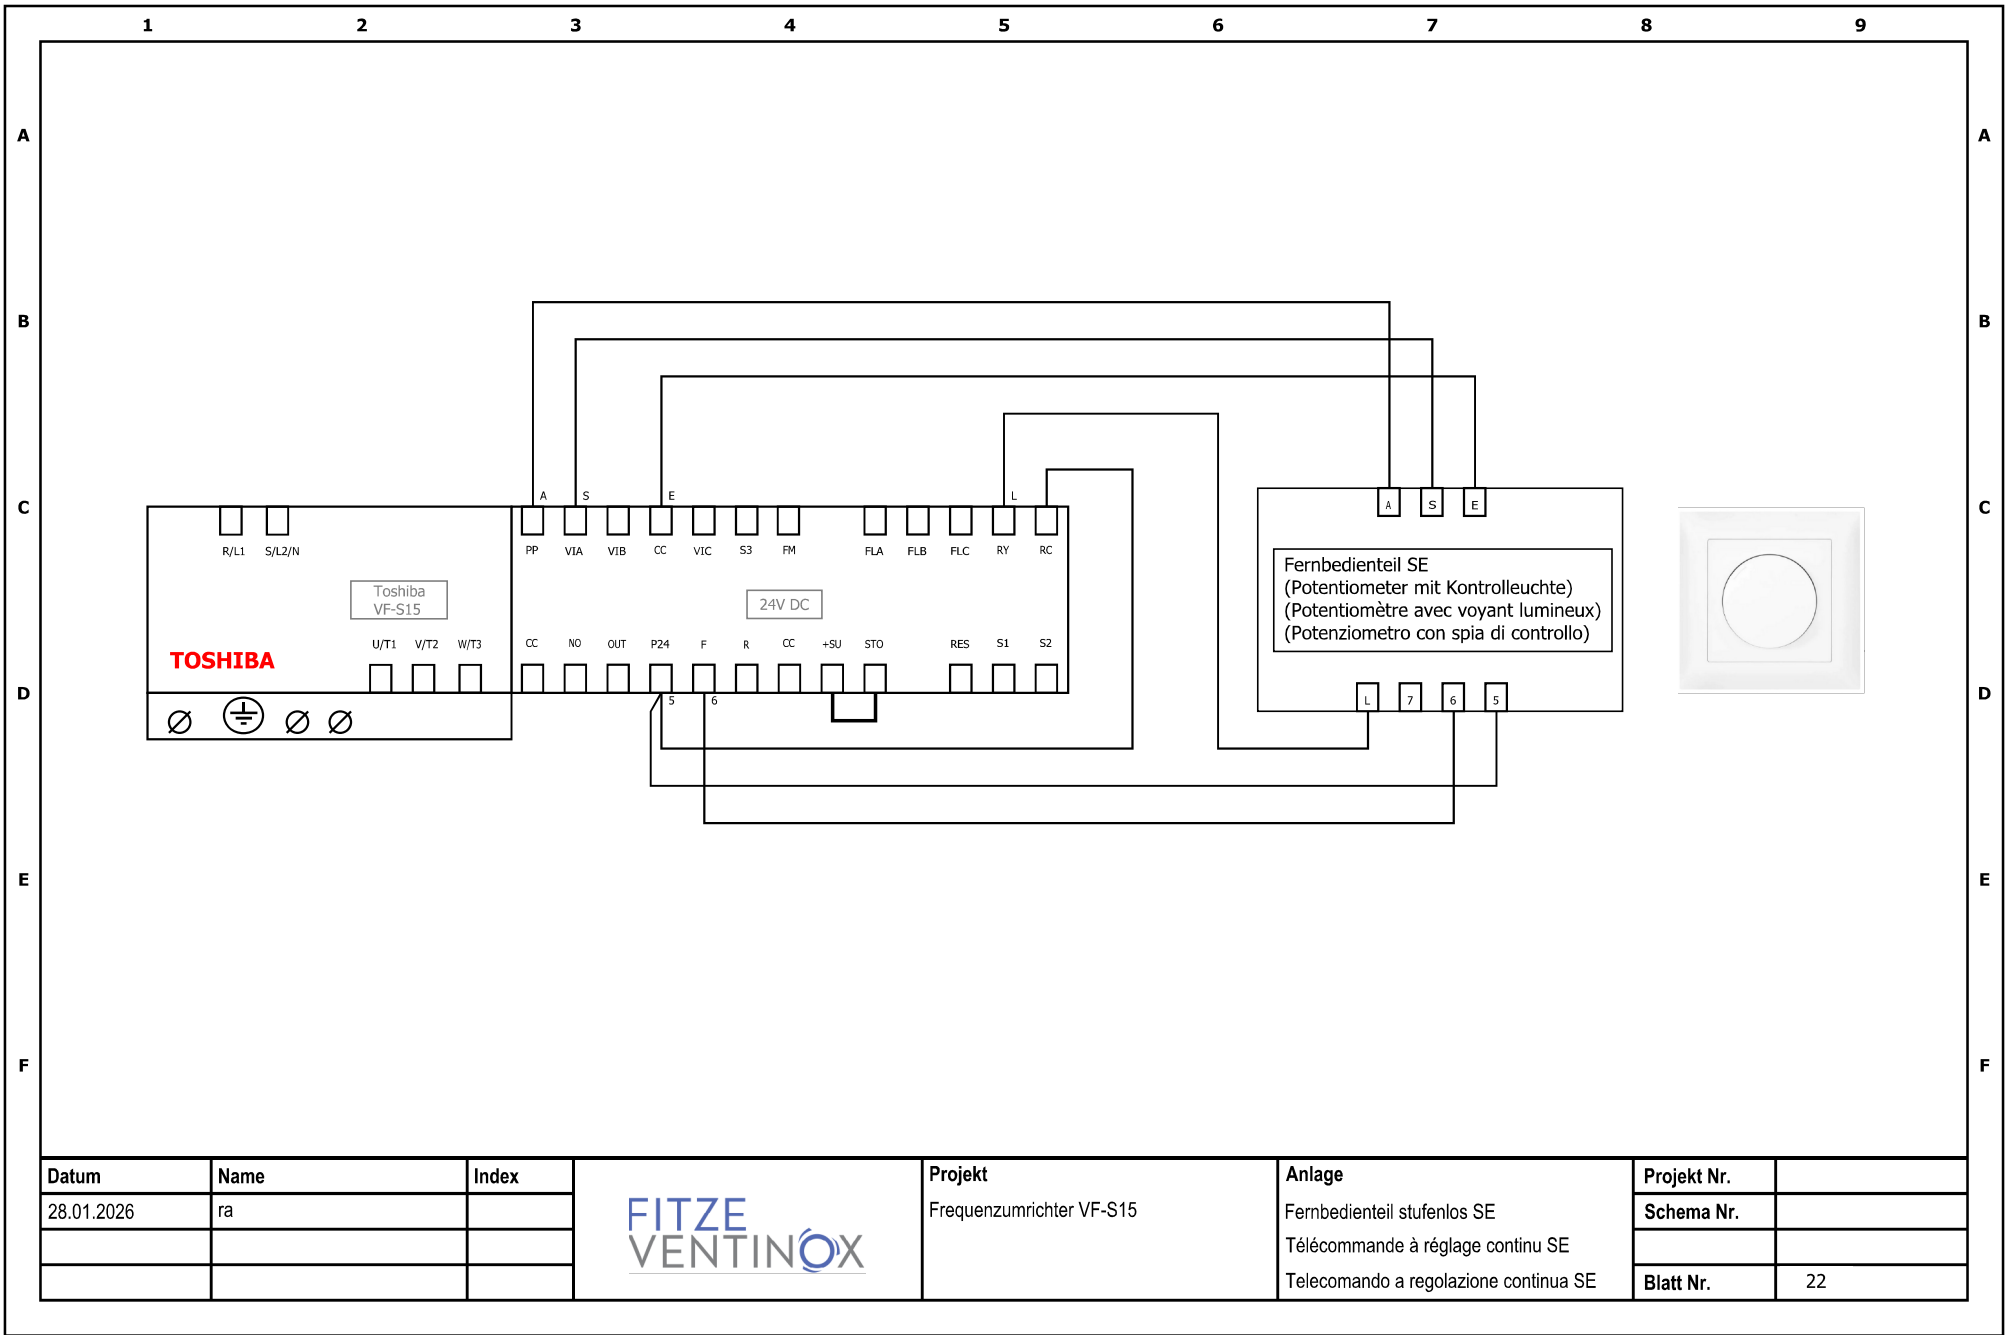 1 2 3 4 5 6 7 8 9
A A
B B
C C
D D
E E
F F
A S E L
R/L1 S/L2/N PP VIA VIB CC VIC S3 FM FLA FLB FLC RY RC
Toshiba
VF-S15
24V DC
TOSHIBA
U/T1 V/T2 W/T3 CC NO OUT P24 F R CC +SU STO RES S1 S2
5 6
A S E
Fernbedienteil SE
(Potentiometer mit Kontrolleuchte)
(Potentiomètre avec voyant lumineux)
(Potenziometro con spia di controllo)
L 7 6 5
Datum Name Index
28.01.2026 ra
FITZE
VENTINOX
Projekt
Frequenzumrichter VF-S15
Anlage
Fernbedienteil stufenlos SE
Télécommande à réglage continu SE
Telecomando a regolazione continua SE
Projekt Nr.
Schema Nr.
Blatt Nr. 22